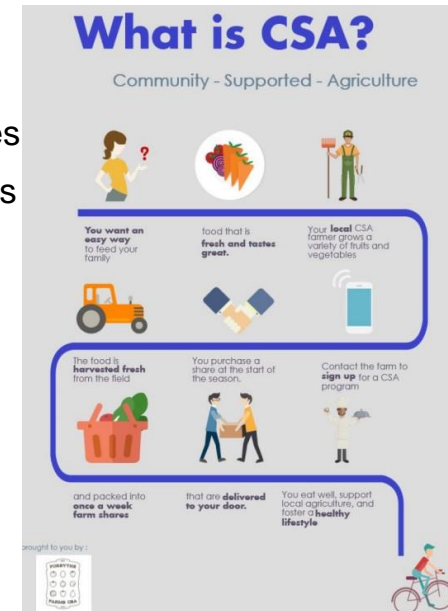 What is CSA?
Community - Supported - Agriculture
es
s
?
You want an
easy way
to feed your
family
food that is
fresh and tastes
great.
Your local CSA
farmer grows a
variety of fruits and
vegetables
Contact the farm to
sign up for a CSA
program
You purchase a
share at the start of
the season.
The food is
harvested fresh
from the field
and packed into
once a week
farm shares
that are delivered
to your door.
You eat well, support
local agriculture, and
foster a healthy
lifestyle
rought to you by :
FORSYTHE
FARMS CSA